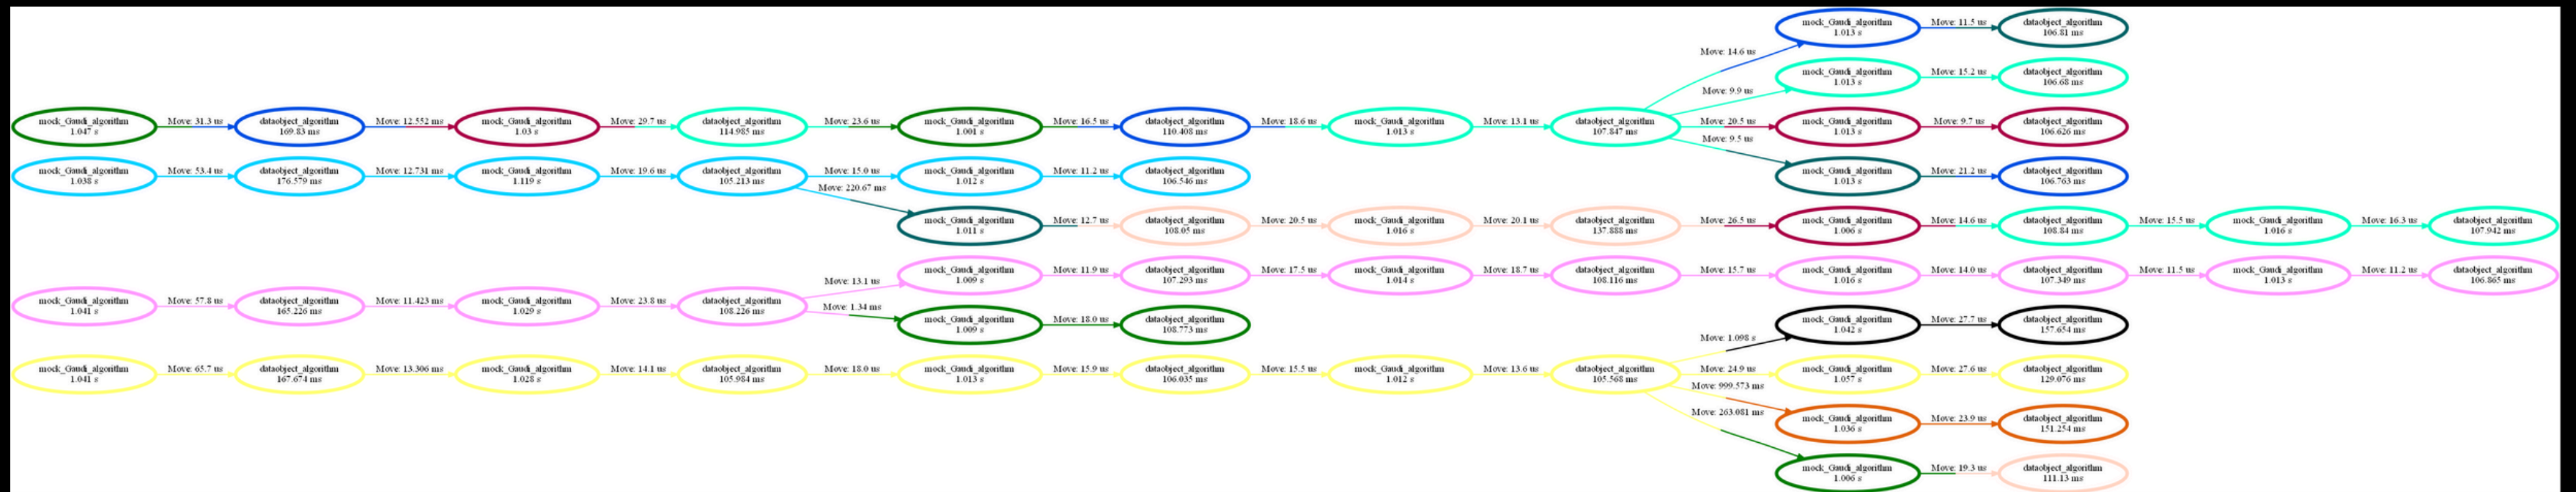 mock_Gaudi_algorithm
1.013 s
Move: 11.5 us
dataobject_algorithm
106.81 ms
Move: 14.6 us
mock_Gaudi_algorithm
1.013 s
Move: 15.2 us
dataobject_algorithm
106.68 ms
Move: 9.9 us
mock_Gaudi_algorithm
1.047 s
Move: 31.3 us
dataobject_algorithm
169.83 ms
Move: 12.552 ms
mock_Gaudi_algorithm
1.03 s
Move: 29.7 us
dataobject_algorithm
114.985 ms
Move: 23.6 us
mock_Gaudi_algorithm
1.001 s
Move: 16.5 us
dataobject_algorithm
110.408 ms
Move: 18.6 us
mock_Gaudi_algorithm
1.013 s
Move: 13.1 us
dataobject_algorithm
107.847 ms
Move: 20.5 us
mock_Gaudi_algorithm
1.013 s
Move: 9.7 us
dataobject_algorithm
106.626 ms
Move: 9.5 us
mock_Gaudi_algorithm
1.038 s
Move: 53.4 us
dataobject_algorithm
176.579 ms
Move: 12.731 ms
mock_Gaudi_algorithm
1.119 s
Move: 19.6 us
dataobject_algorithm
105.213 ms
Move: 15.0 us
mock_Gaudi_algorithm
1.012 s
Move: 11.2 us
dataobject_algorithm
106.546 ms
mock_Gaudi_algorithm
1.013 s
Move: 21.2 us
dataobject_algorithm
106.763 ms
Move: 220.67 ms
mock_Gaudi_algorithm
1.011 s
Move: 12.7 us
dataobject_algorithm
108.05 ms
Move: 20.5 us
mock_Gaudi_algorithm
1.016 s
Move: 20.1 us
dataobject_algorithm
137.888 ms
Move: 26.5 us
mock_Gaudi_algorithm
1.006 s
Move: 14.6 us
dataobject_algorithm
108.84 ms
Move: 15.5 us
mock_Gaudi_algorithm
1.016 s
Move: 16.3 us
dataobject_algorithm
107.942 ms
Move: 13.1 us
mock_Gaudi_algorithm
1.009 s
Move: 11.9 us
dataobject_algorithm
107.293 ms
Move: 17.5 us
mock_Gaudi_algorithm
1.014 s
Move: 18.7 us
dataobject_algorithm
108.116 ms
Move: 15.7 us
mock_Gaudi_algorithm
1.016 s
Move: 14.0 us
dataobject_algorithm
107.349 ms
Move: 11.5 us
mock_Gaudi_algorithm
1.013 s
Move: 11.2 us
dataobject_algorithm
106.865 ms
mock_Gaudi_algorithm
1.041 s
Move: 57.8 us
dataobject_algorithm
165.226 ms
Move: 11.423 ms
mock_Gaudi_algorithm
1.029 s
Move: 23.8 us
dataobject_algorithm
108.226 ms
Move: 1.34 ms
mock_Gaudi_algorithm
1.009 s
Move: 18.0 us
dataobject_algorithm
108.773 ms
Move: 1.098 s
mock_Gaudi_algorithm
1.042 s
Move: 27.7 us
dataobject_algorithm
157.654 ms
mock_Gaudi_algorithm
1.041 s
Move: 65.7 us
dataobject_algorithm
167.674 ms
Move: 13.306 ms
mock_Gaudi_algorithm
1.028 s
Move: 14.1 us
dataobject_algorithm
105.984 ms
Move: 18.0 us
mock_Gaudi_algorithm
1.013 s
Move: 15.9 us
dataobject_algorithm
106.035 ms
Move: 15.5 us
mock_Gaudi_algorithm
1.012 s
Move: 13.6 us
dataobject_algorithm
105.568 ms
Move: 24.9 us
mock_Gaudi_algorithm
1.057 s
Move: 27.6 us
dataobject_algorithm
129.076 ms
Move: 999.573 ms
mock_Gaudi_algorithm
1.036 s
Move: 23.9 us
dataobject_algorithm
151.254 ms
Move: 263.081 ms
mock_Gaudi_algorithm
1.006 s
Move: 19.3 us
dataobject_algorithm
111.13 ms